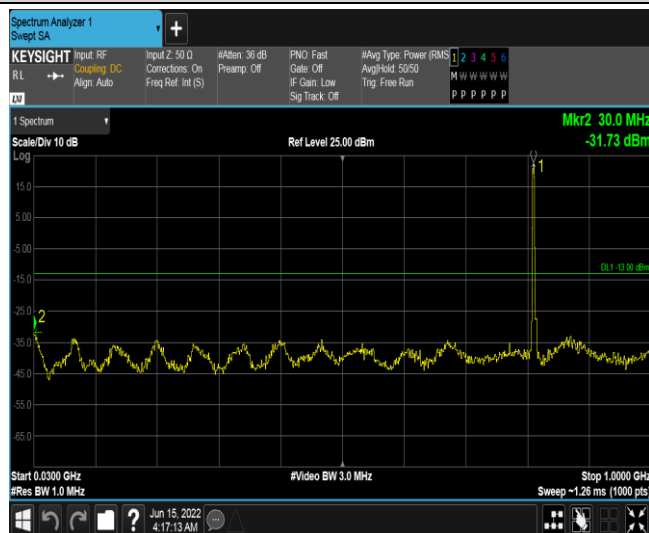 Spectrum Analyzer 1
Swept SA
+
KEYSIGHT
RL
LXI
Input: RF
Coupling: DC
Align: Auto
Input Z: 50 Ω
Corrections: On
Freq Ref: Int (S)
#Atten: 36 dB
Preamp: Off
PNO: Fast
Gate: Off
IF Gain: Low
Sig Track: Off
#Avg Type: Power (RMS
Avg|Hold: 50/50
Trig: Free Run
1 2 3 4 5 6
M W W W W W
P P P P P P
1 Spectrum
Mkr2 30.0 MHz
Scale/Div 10 dB
Ref Level 25.00 dBm
-31.73 dBm
Log
1
15.0
5.00
-5.00
DL1 -13.00 dBm
-15.0
-25.0
2
-35.0
-45.0
-55.0
-65.0
Start 0.0300 GHz
#Video BW 3.0 MHz
Stop 1.0000 GHz
#Res BW 1.0 MHz
Sweep ~1.26 ms (1000 pts)
?
Jun 15, 2022
4:17:13 AM